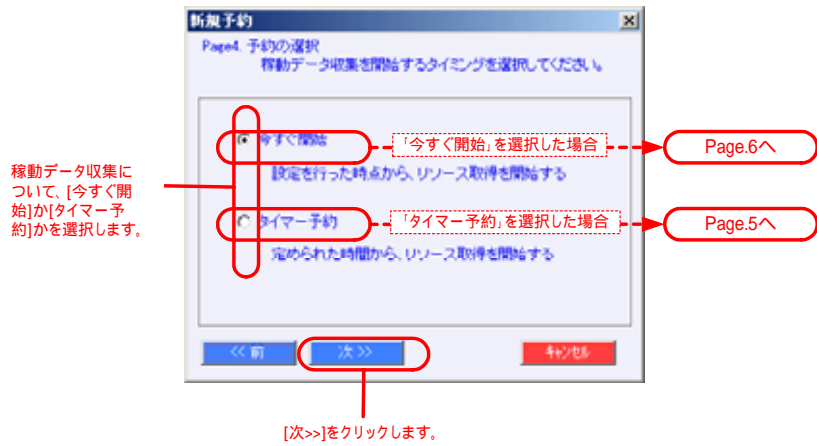 新規予約
Page4. 予約の選択
稼動データ収集を開始するタイミングを選択してください。
今すぐ開始
「今すぐ開始」を選択した場合
Page.6へ
設定を行った時点から、リソース取得を開始する
稼動データ収集に
ついて、[今すぐ開
始]か[タイマー予
約]かを選択します。
タイマー予約
「タイマー予約」を選択した場合
Page.5へ
定められた時間から、リソース取得を開始する
<< 前
次 >>
キャンセル
[次>>]をクリックします。